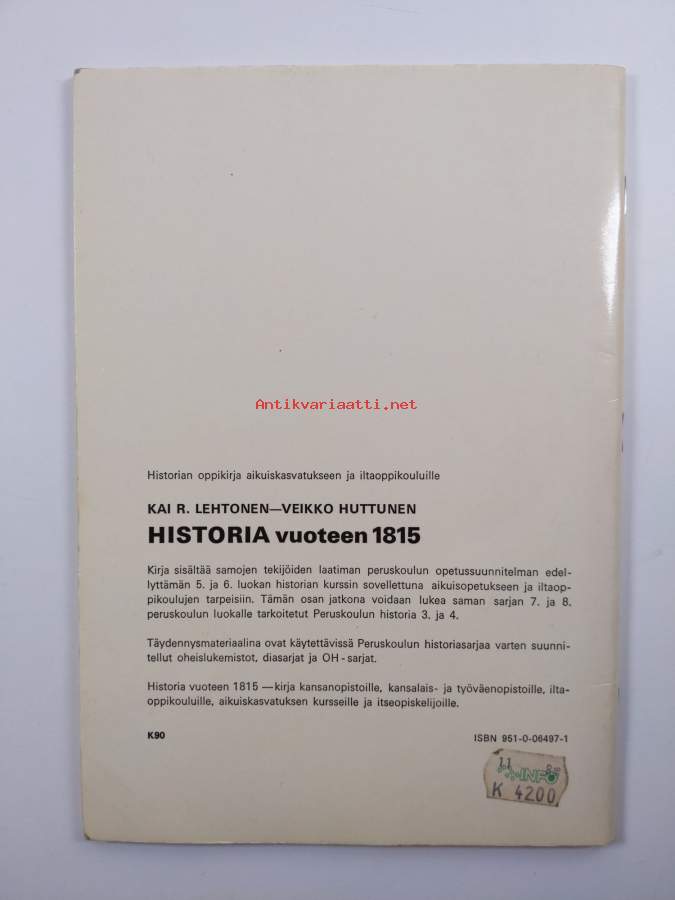 Antikvariaatti.net
Historian oppikirja aikuiskasvatukseen ja iltaoppikouluille
KAI R. LEHTONEN—VEIKKO HUTTUNEN
HISTORIA vuoteen 1815
Kirja sisältää samojen tekijöiden laatiman peruskoulun opetussuunnitelman edel-
lyttämän 5. ja 6. luokan historian kurssin sovellettuna aikuisopetukseen ja iltaop-
pikoulujen tarpeisiin. Tämän osan jatkona voidaan lukea saman sarjan 7. ja 8.
peruskoulun luokalle tarkoitetut Peruskoulun historia 3. ja 4.
Täydennysmateriaalina ovat käytettävissä Peruskoulun historiasarjaa varten suunni-
tellut oheislukemistot, diasarjat ja OH-sarjat.
Historia vuoteen 1815 — kirja kansanopistoille, kansalais- ja työväenopistoille, ilta-
oppikouluille, aikuiskasvatuksen kursseille ja itseopiskelijoille.
K90
ISBN 951-0-06497-1
11
INFO
K 4200